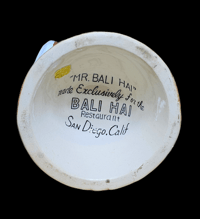 "MR. BALI HAI"
made Exclusively for the
BALI HAI
Restaurant
SAN Diego, Calif